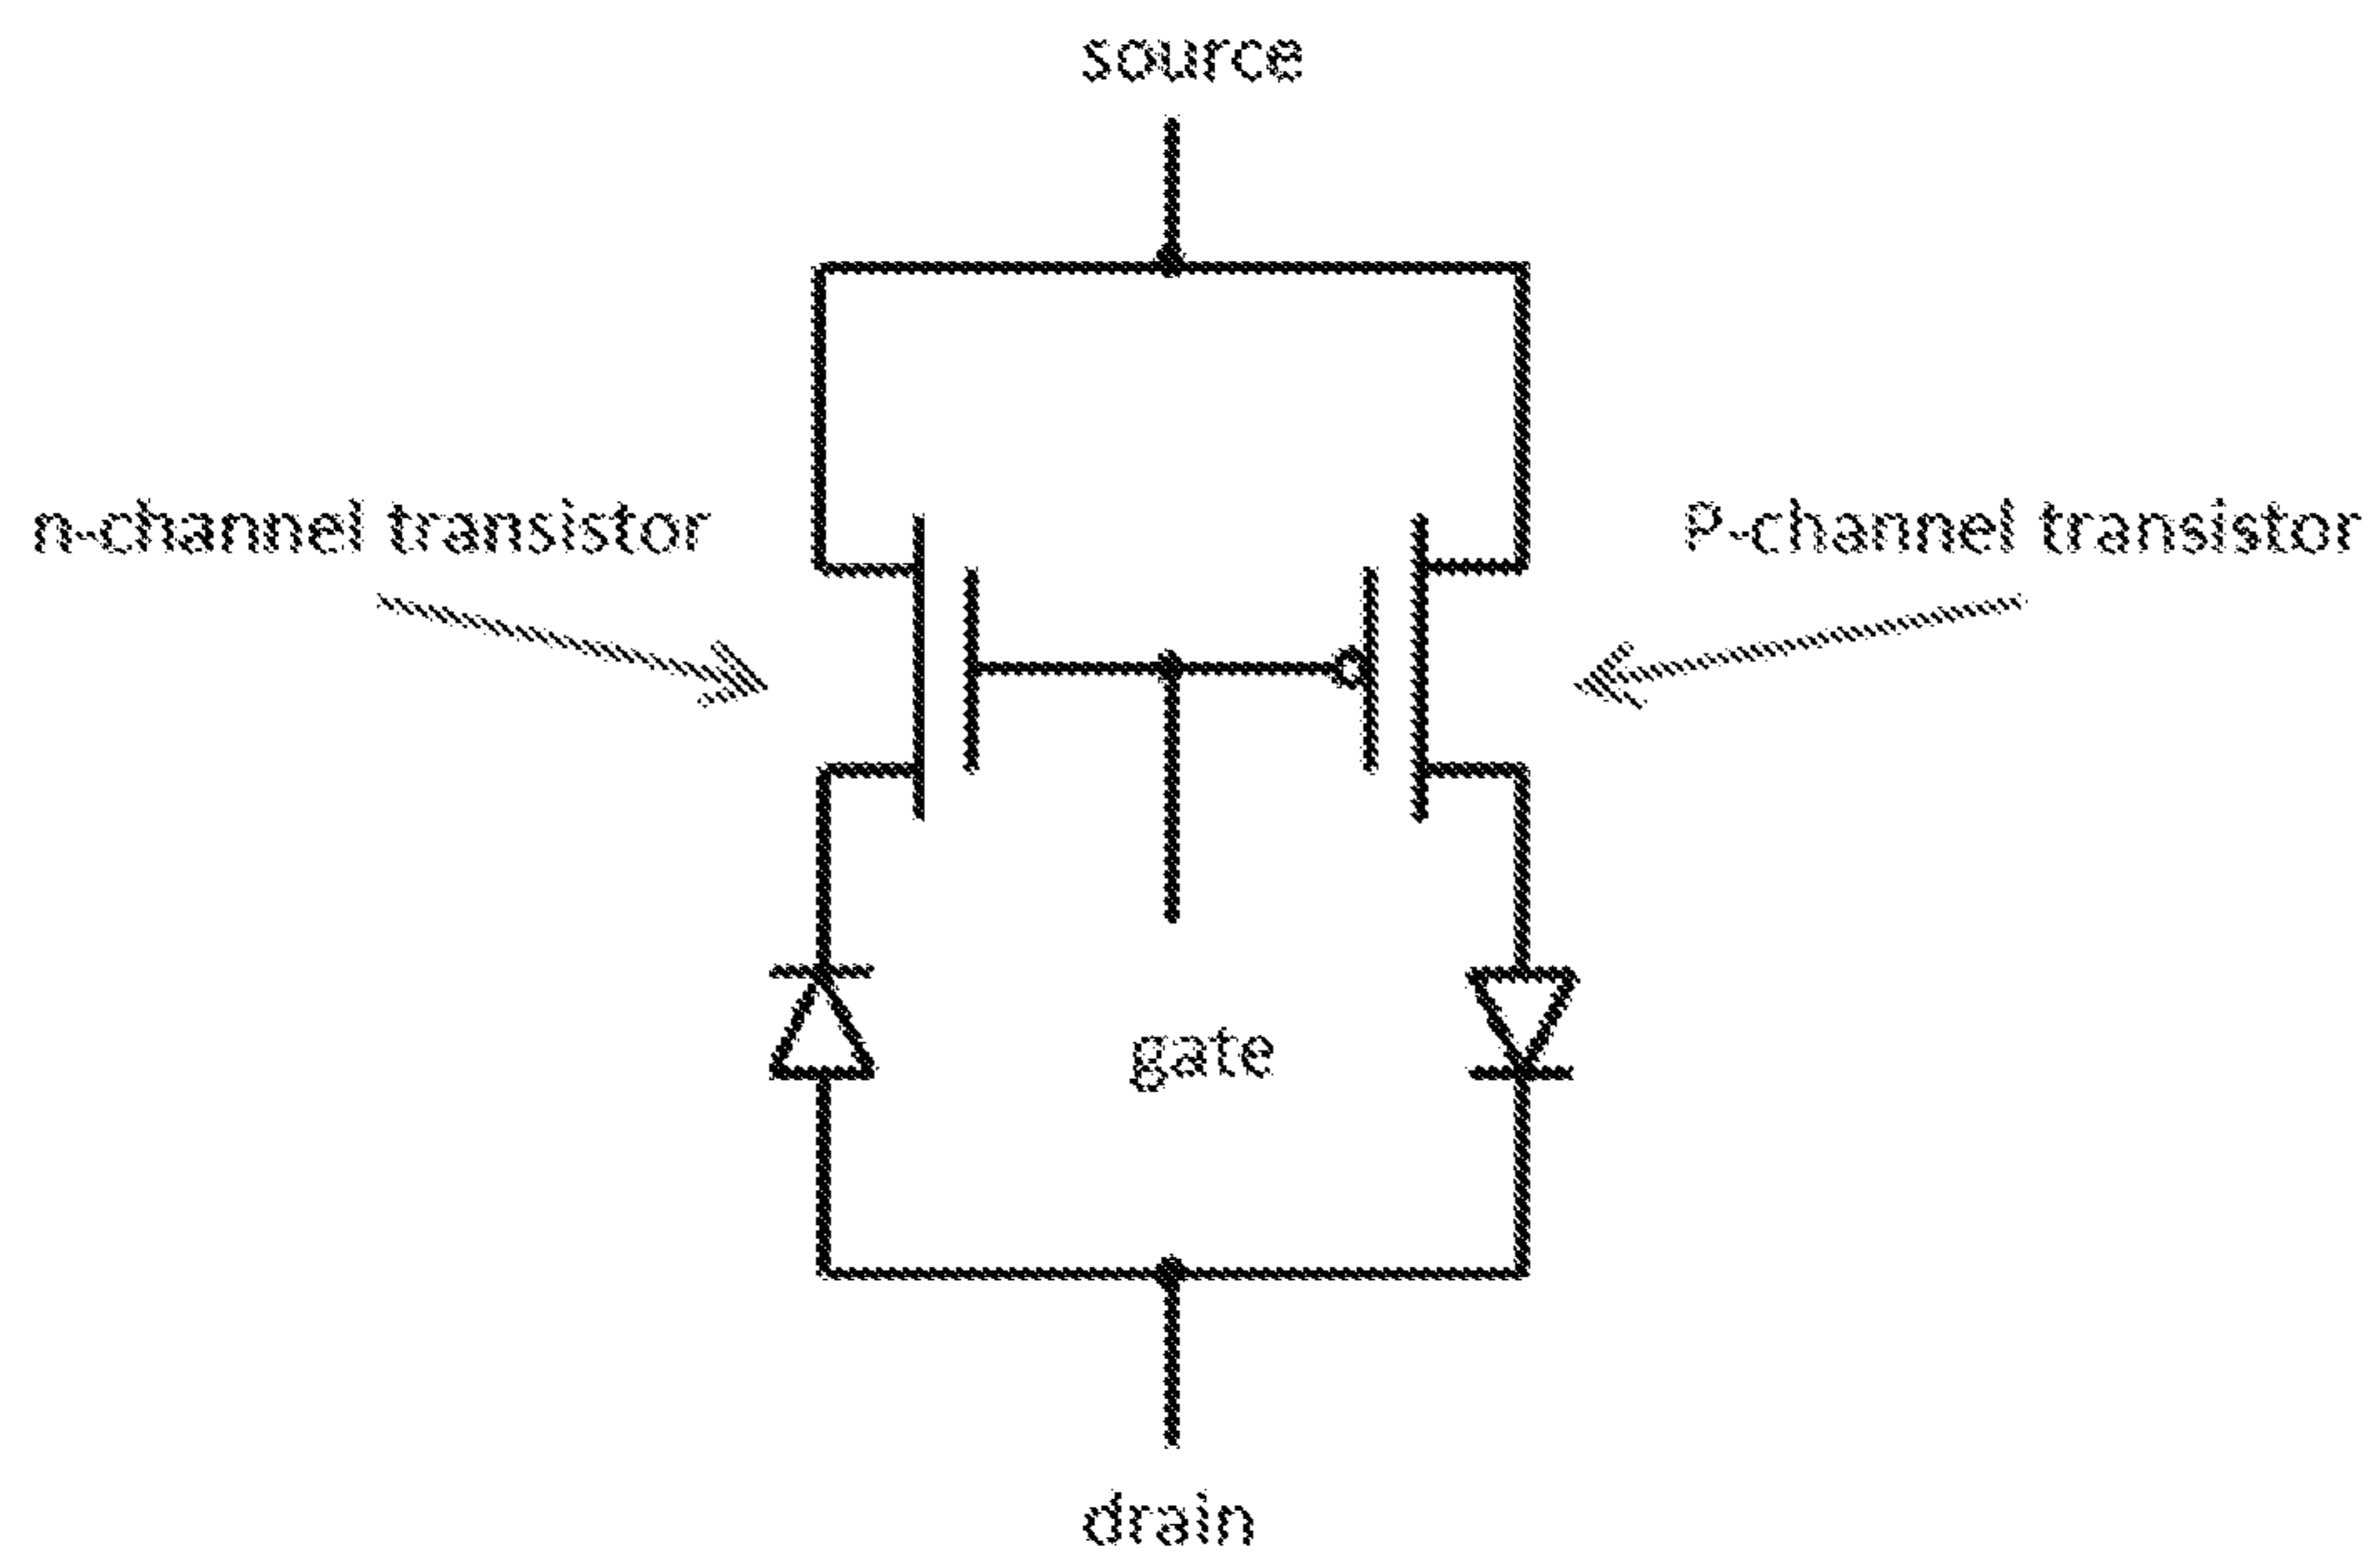 source
n-channel transistor
P-channel transistor
gate
drain